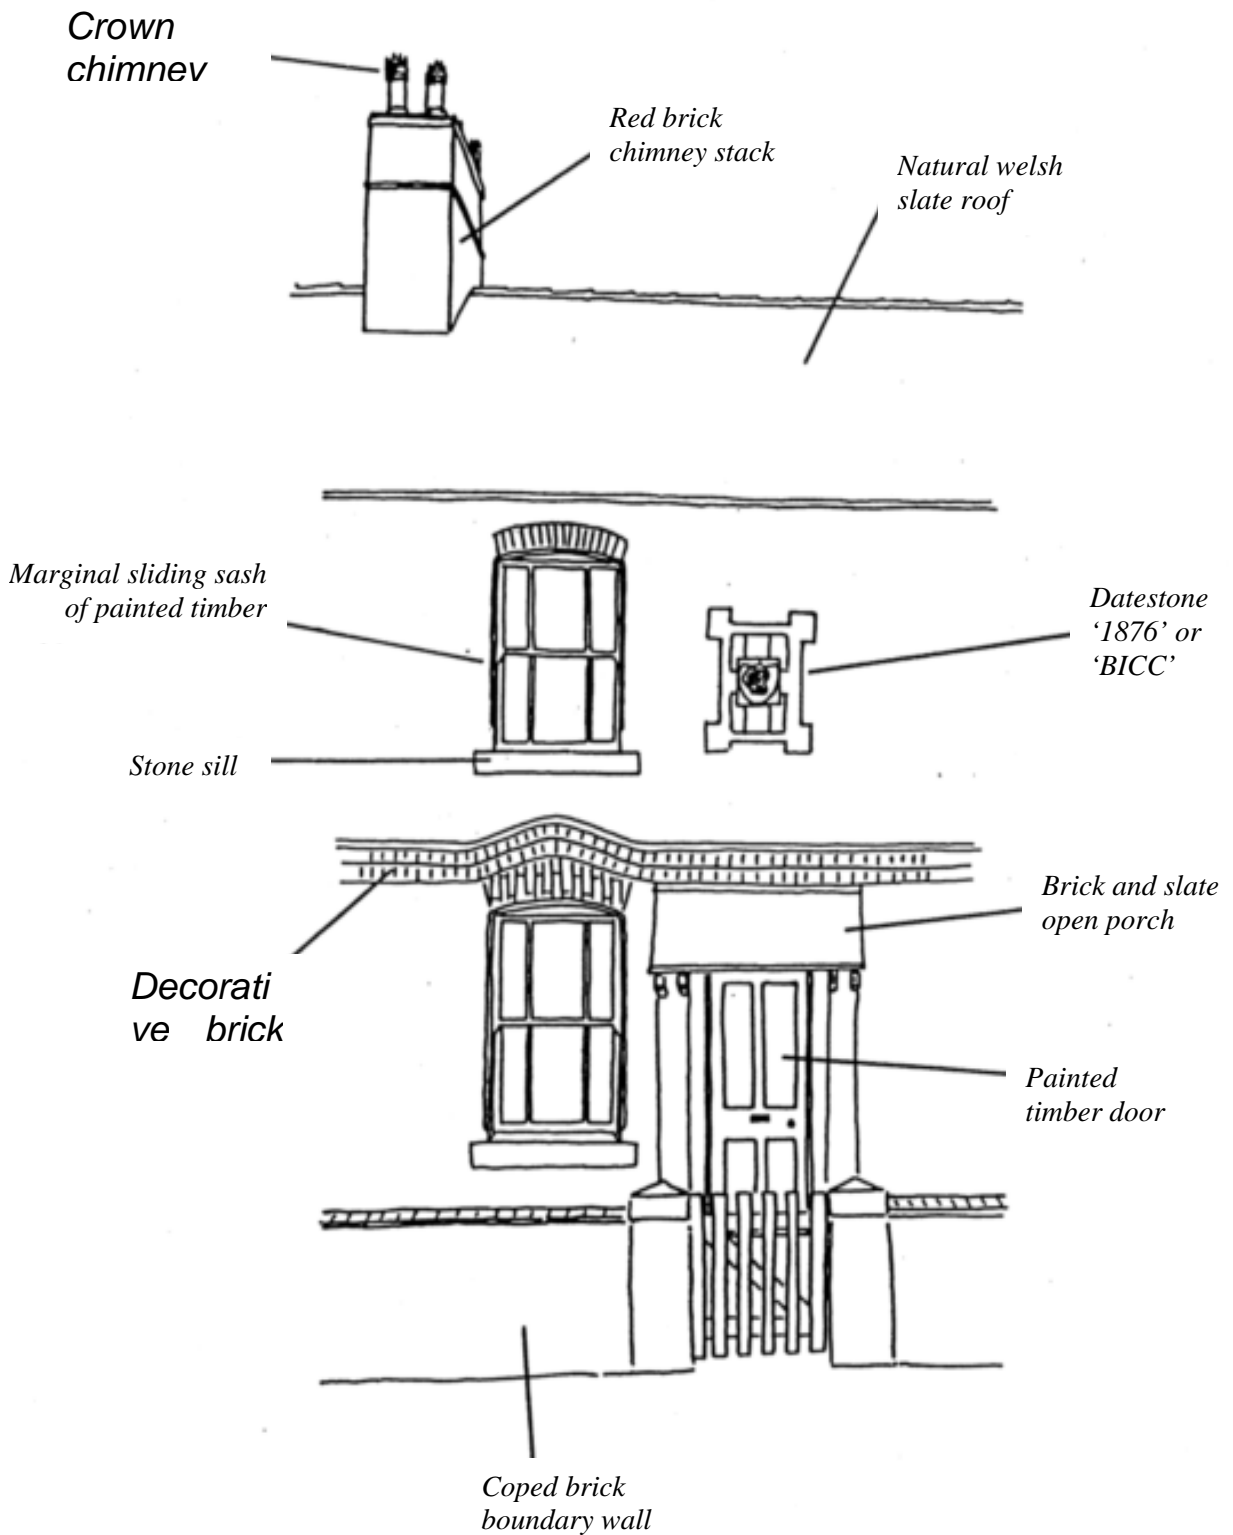 Crown
chimney
Red brick
chimney stack
Natural welsh
slate roof
Marginal sliding sash
of painted timber
Datestone
‘1876’ or
‘BICC’
Stone sill
Brick and slate
open porch
Decorati
ve brick
Painted
timber door
Coped brick
boundary wall